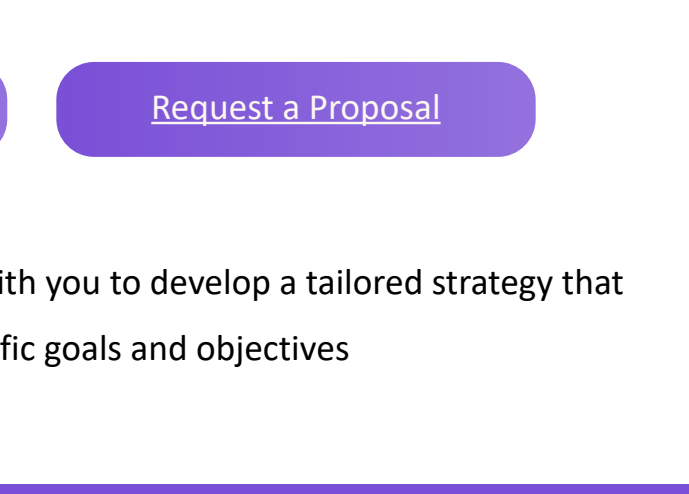 Request a Proposal
ith you to develop a tailored strategy that
fic goals and objectives